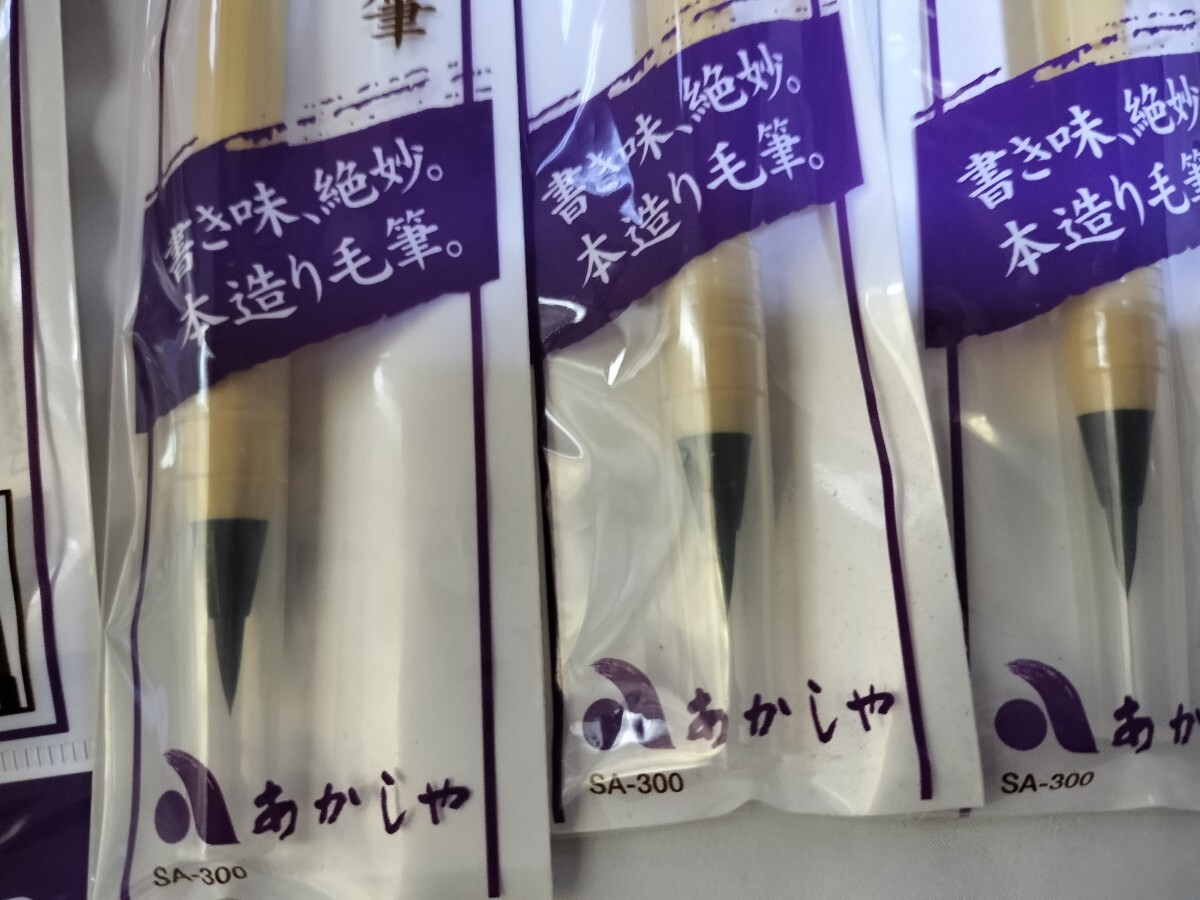 筆
書き味、絶妙。
本造り毛筆。
あかしや
SA-300
書き味、絶妙。
本造り毛筆。
あかしや
SA-300
書き味、絶妙
本造り毛筆
あか
SA-300